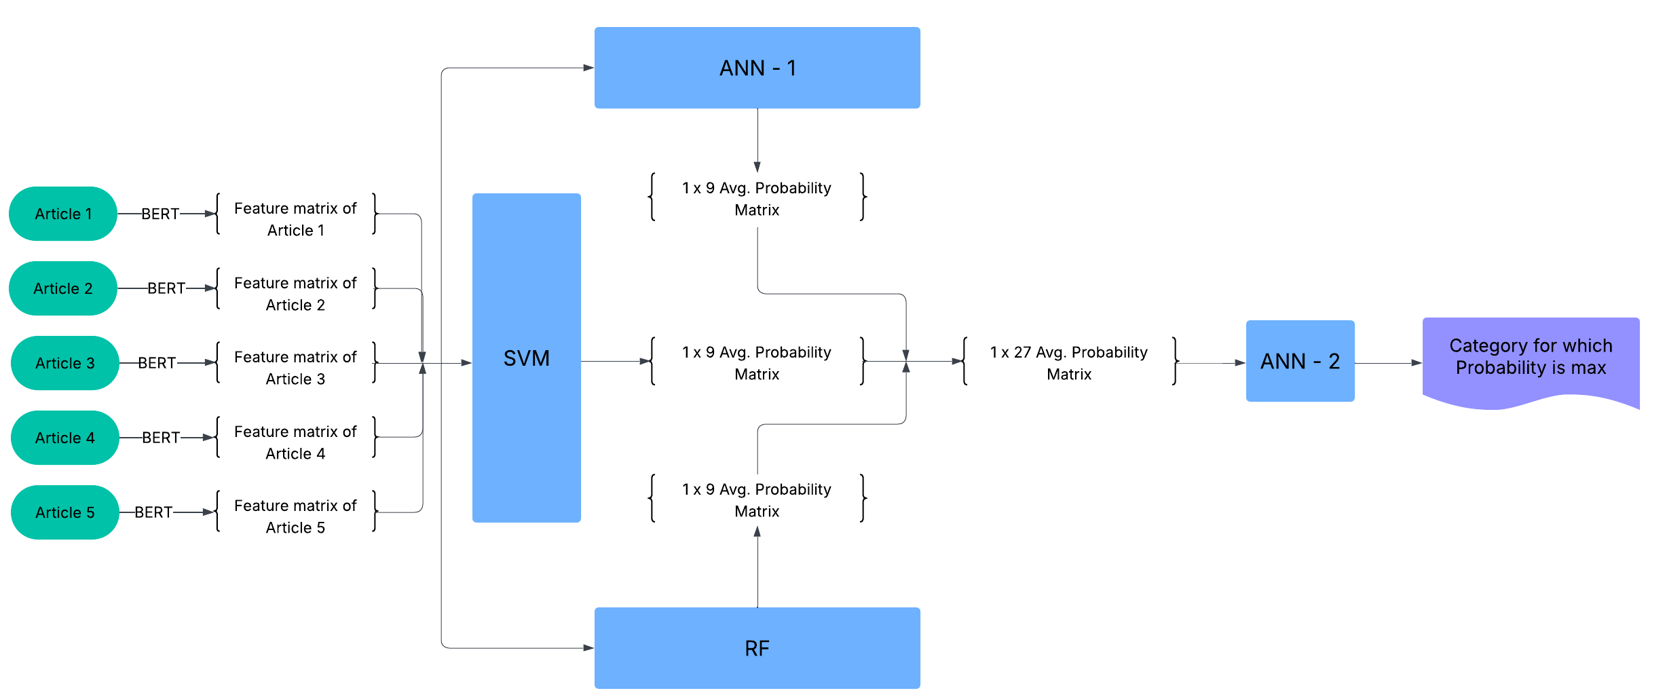 ANN - 1
1 x 9 Avg. Probability
Matrix
Article 1
BERT
Feature matrix of
Article 1
Article 2
BERT
Feature matrix of
Article 2
Article 3
BERT
Feature matrix of
Article 3
Article 4
BERT
Feature matrix of
Article 4
Article 5
BERT
Feature matrix of
Article 5
SVM
1 x 9 Avg. Probability
Matrix
1 x 27 Avg. Probability
Matrix
ANN - 2
Category for which
Probability is max
1 x 9 Avg. Probability
Matrix
RF